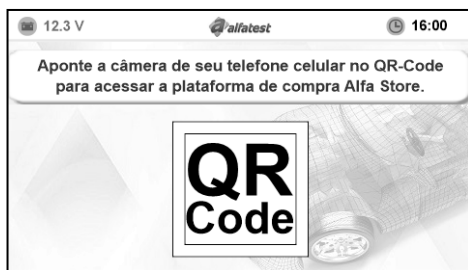 12.3 V
alfatest
16:00
Aponte a câmera de seu telefone celular no QR-Code
para acessar a plataforma de compra Alfa Store.
QR
Code